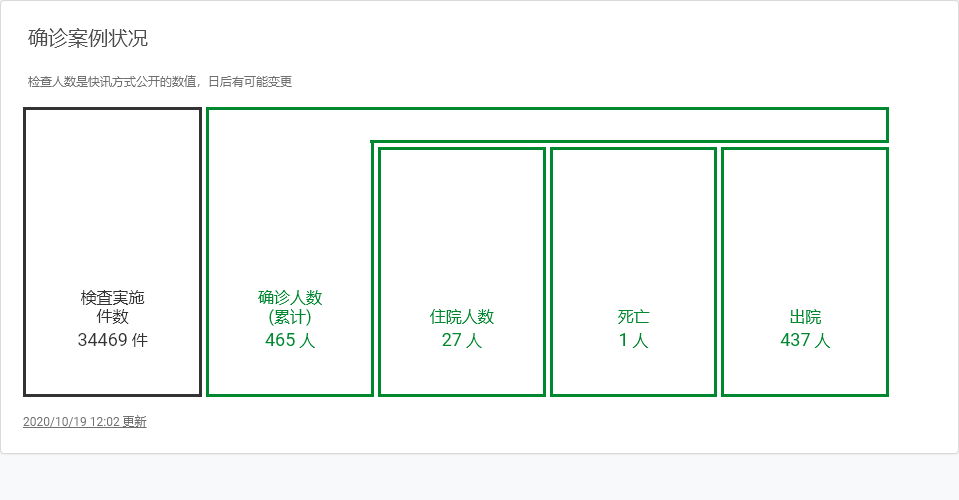 确诊案例状况
检查人数是快讯方式公开的数值，日后有可能变更
検査実施
件数
34469 件
确诊人数
(累计)
465 人
住院人数
27 人
死亡
1 人
出院
437 人
2020/10/19 12:02 更新